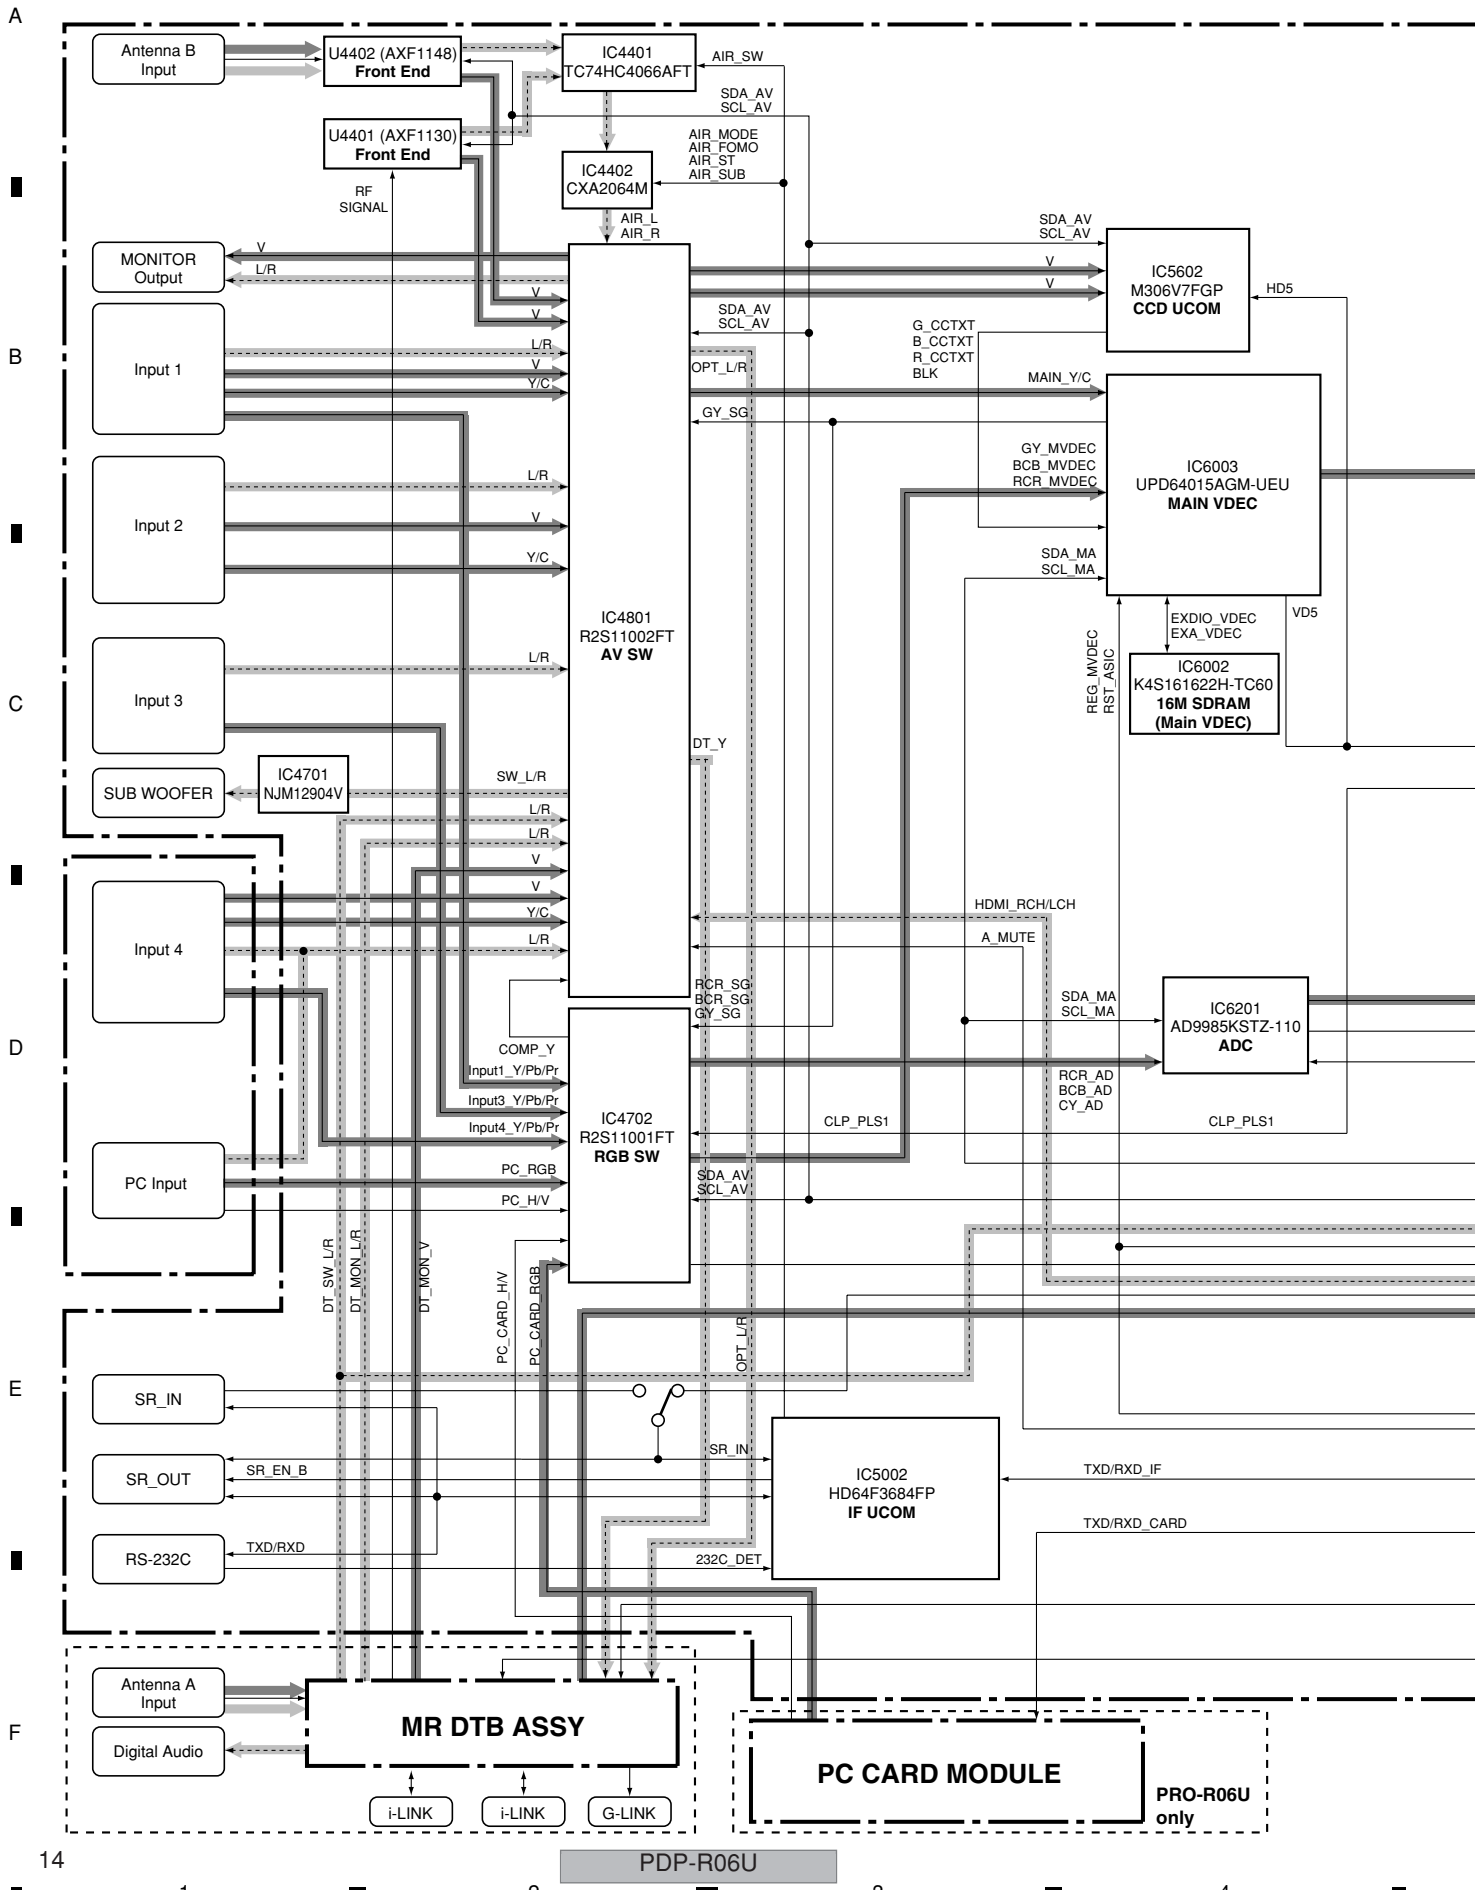 A
Antenna B
Input
U4402 (AXF1148)
Front End
IC4401
TC74HC4066AFT
AIR_SW
SDA_AV
SCL_AV
U4401 (AXF1130)
Front End
AIR_MODE
AIR_FOMO
AIR_ST
AIR_SUB
IC4402
CXA2064M
RF
SIGNAL
AIR_L
AIR_R
SDA_AV
SCL_AV
MONITOR
Output
V
L/R
V
V
IC5602
M306V7FGP
CCD UCOM
HD5
V
V
SDA_AV
SCL_AV
G_CCTXT
B_CCTXT
R_CCTXT
BLK
B
Input 1
L/R
V
Y/C
OPT_L/R
MAIN_Y/C
GY_SG
GY_MVDEC
BCB_MVDEC
RCR_MVDEC
IC6003
UPD64015AGM-UEU
MAIN VDEC
Input 2
L/R
V
Y/C
SDA_MA
SCL_MA
IC4801
R2S11002FT
AV SW
REG_MVDEC
RST_ASIC
EXDIO_VDEC
EXA_VDEC
VD5
IC6002
K4S161622H-TC60
16M SDRAM
(Main VDEC)
C
Input 3
L/R
DT_Y
SUB WOOFER
IC4701
NJM12904V
SW_L/R
L/R
L/R
V
V
Y/C
L/R
Input 4
HDMI_RCH/LCH
A_MUTE
RCR_SG
BCR_SG
GY_SG
SDA_MA
SCL_MA
IC6201
AD9985KSTZ-110
ADC
D
COMP_Y
Input1_Y/Pb/Pr
Input3_Y/Pb/Pr
Input4_Y/Pb/Pr
IC4702
R2S11001FT
RGB SW
RCR_AD
BCB_AD
CY_AD
CLP_PLS1
CLP_PLS1
PC Input
PC_RGB
PC_H/V
SDA_AV
SCL_AV
DT_SW_L/R
DT_MON_L/R
DT_MON_V
PC_CARD_H/V
PC_CARD_RGB
OPT_L/R
E
SR_IN
SR_OUT
SR_EN_B
SR_IN
IC5002
HD64F3684FP
IF UCOM
TXD/RXD_IF
TXD/RXD_CARD
RS-232C
TXD/RXD
232C_DET
Antenna A
Input
F
Digital Audio
MR DTB ASSY
PC CARD MODULE
PRO-R06U
only
i-LINK
i-LINK
G-LINK
14
PDP-R06U